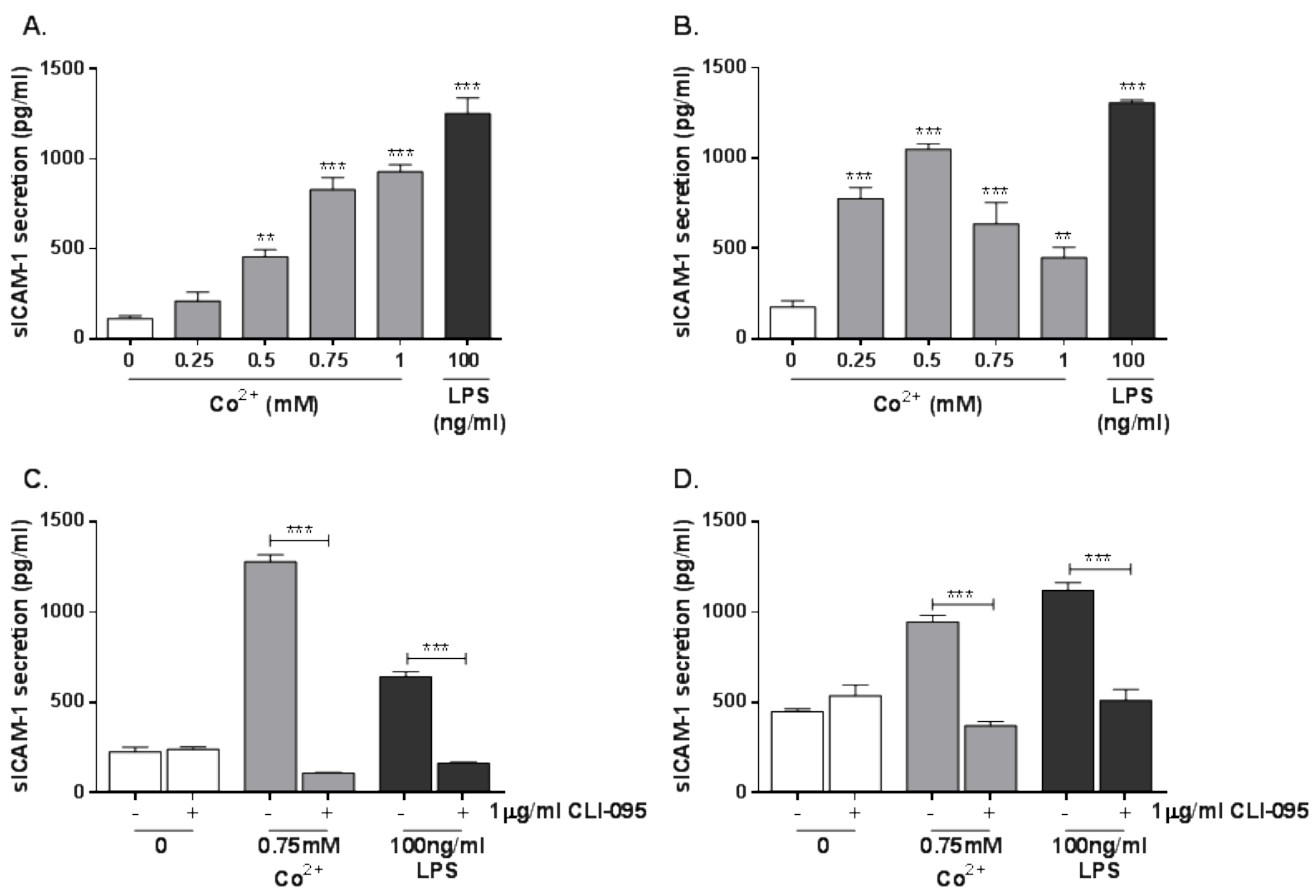 A.
sICAM-1 secretion (pg/ml)
1500
1000
500
0
**
***
***
***
0 0.25 0.5 0.75 1 100
Co2+ (mM)
LPS
(ng/ml)
B.
sICAM-1 secretion (pg/ml)
1500
1000
500
0
***
***
***
**
***
0 0.25 0.5 0.75 1 100
Co2+ (mM)
LPS
(ng/ml)
C.
sICAM-1 secretion (pg/ml)
1500
1000
500
0
***
***
- + - + - + 1µg/ml CLI-095
0 0.75mM 100ng/ml
Co2+ LPS
D.
sICAM-1 secretion (pg/ml)
1500
1000
500
0
***
***
- + - + - + 1µg/ml CLI-095
0 0.75mM 100ng/ml
Co2+ LPS